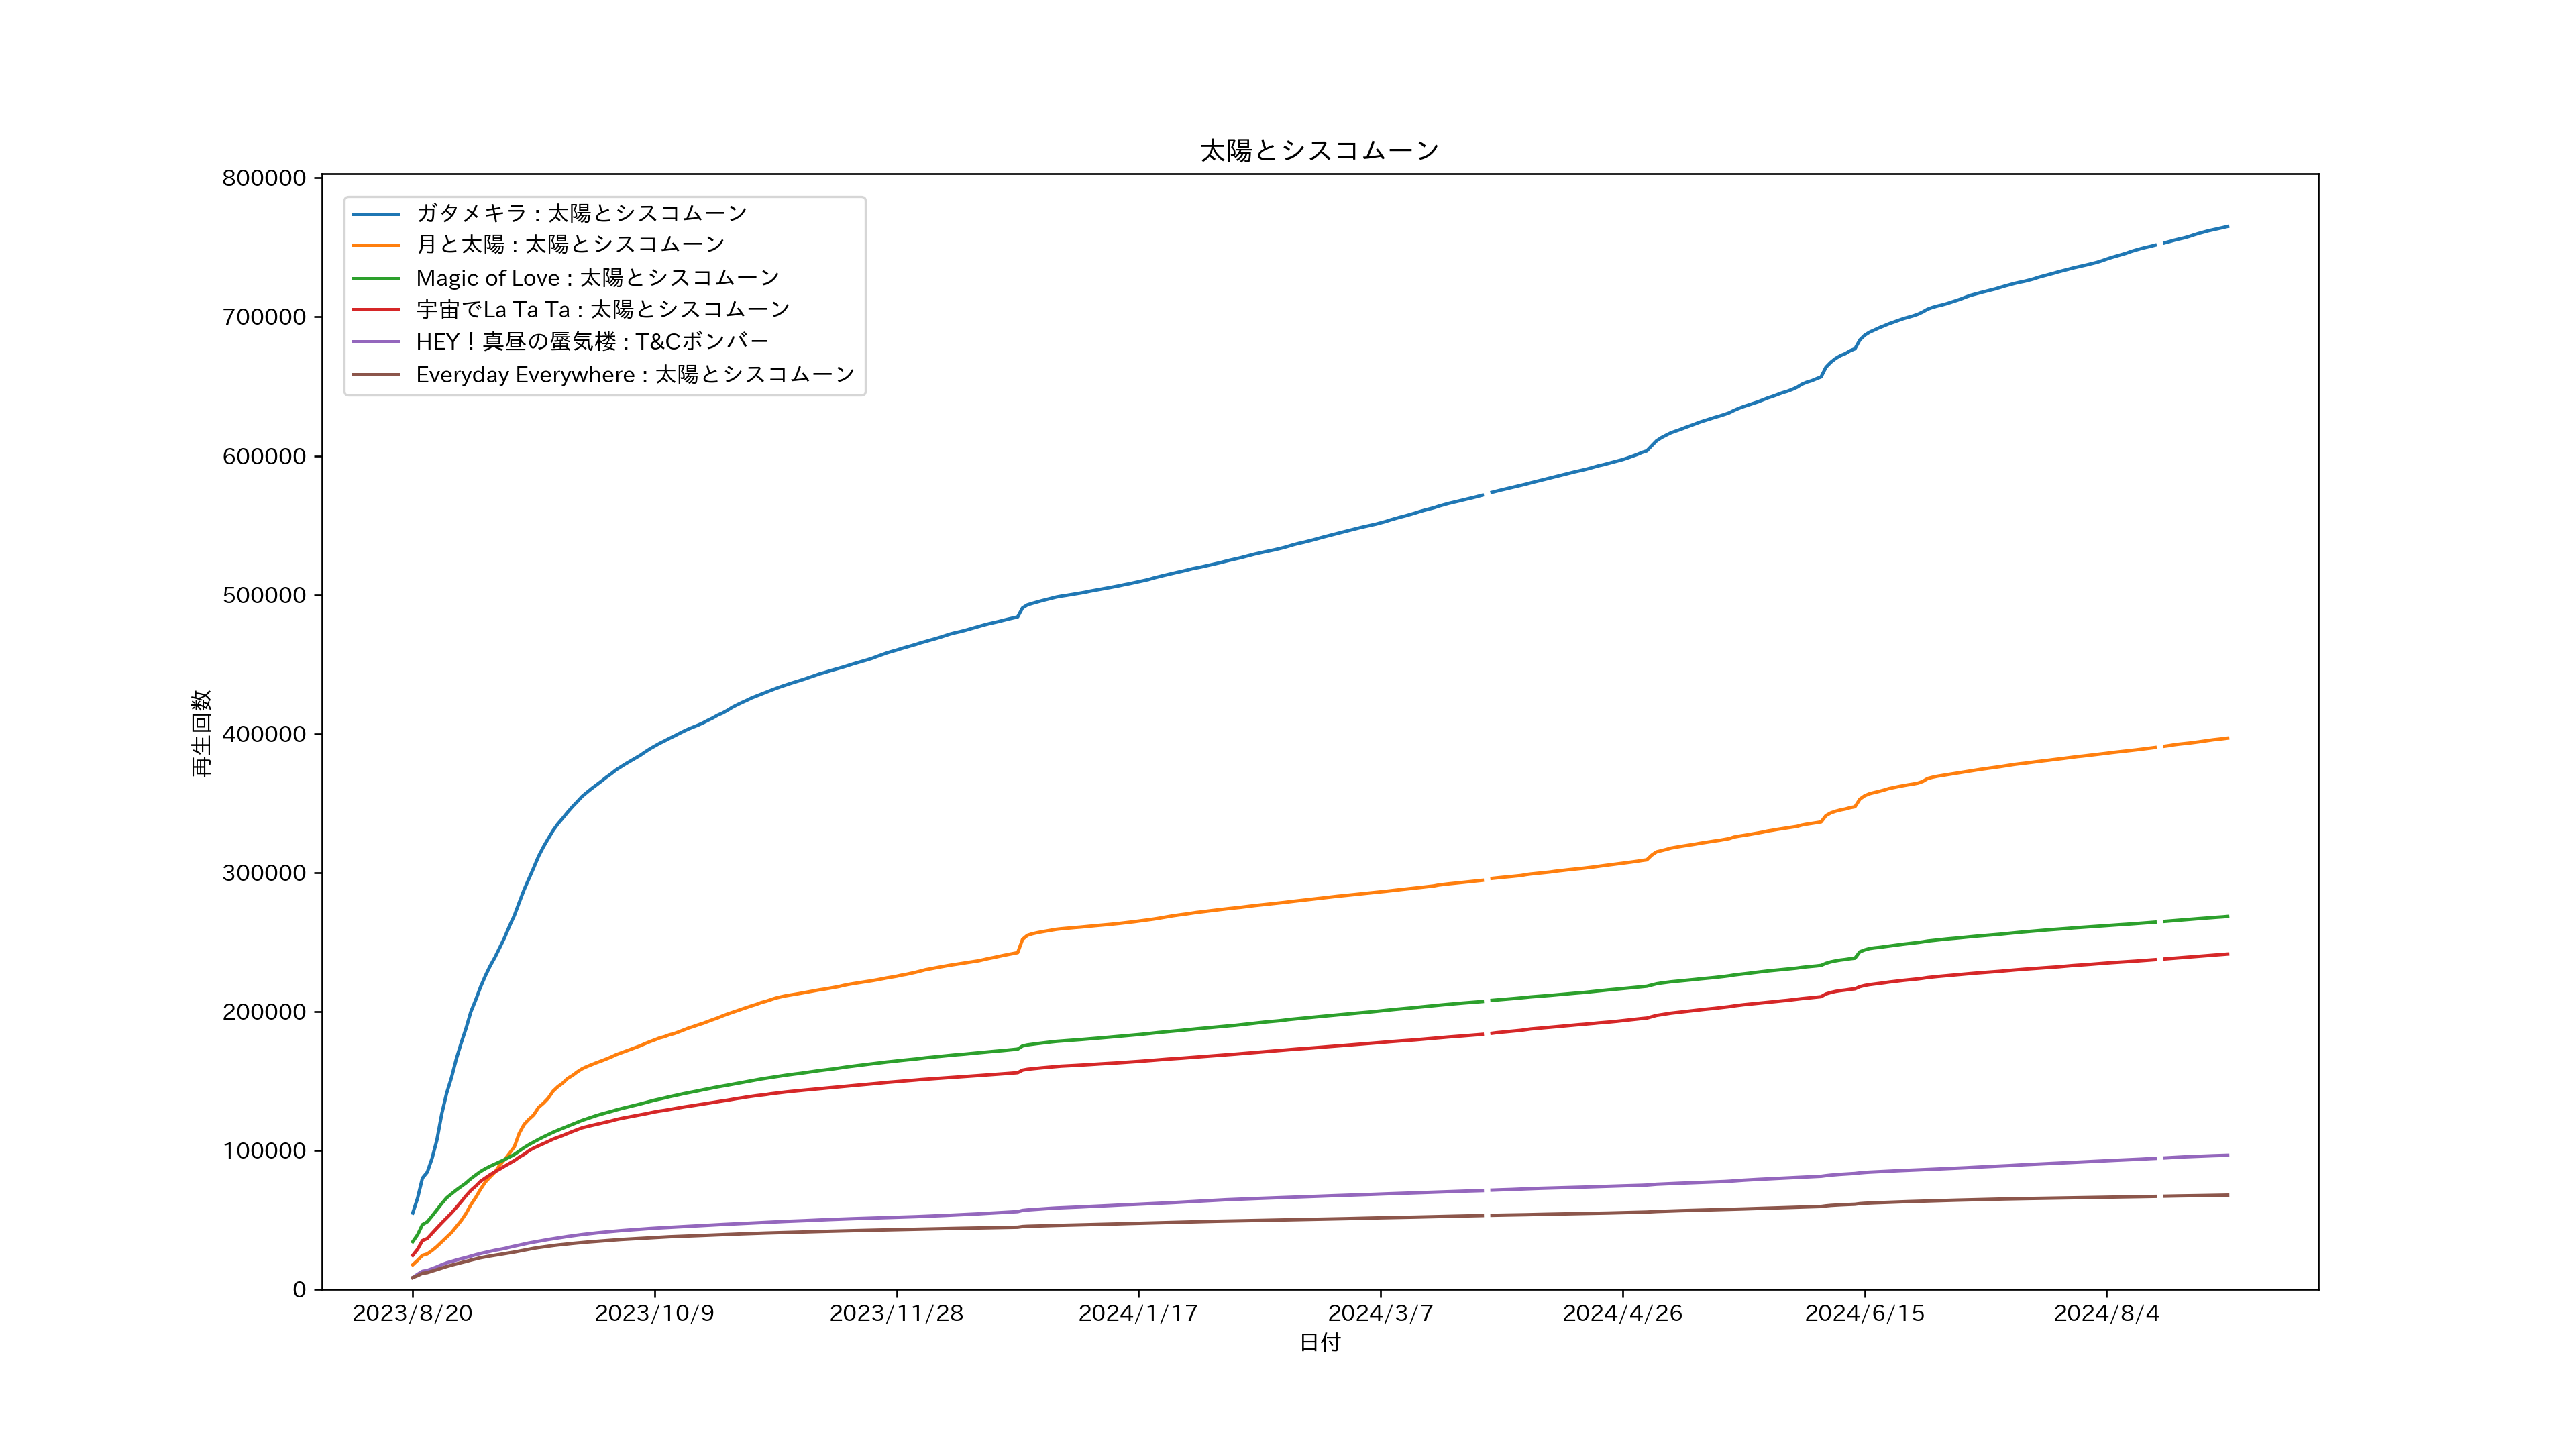 太陽とシスコムーン
800000
700000
600000
500000
400000
300000
200000
100000
0
再生回数
ガタメキラ : 太陽とシスコムーン
月と太陽 : 太陽とシスコムーン
Magic of Love : 太陽とシスコムーン
宇宙でLa Ta Ta : 太陽とシスコムーン
HEY！真昼の蜃気楼 : T&Cボンバー
Everyday Everywhere : 太陽とシスコムーン
2023/8/20
2023/10/9
2023/11/28
2024/1/17
2024/3/7
2024/4/26
2024/6/15
2024/8/4
日付